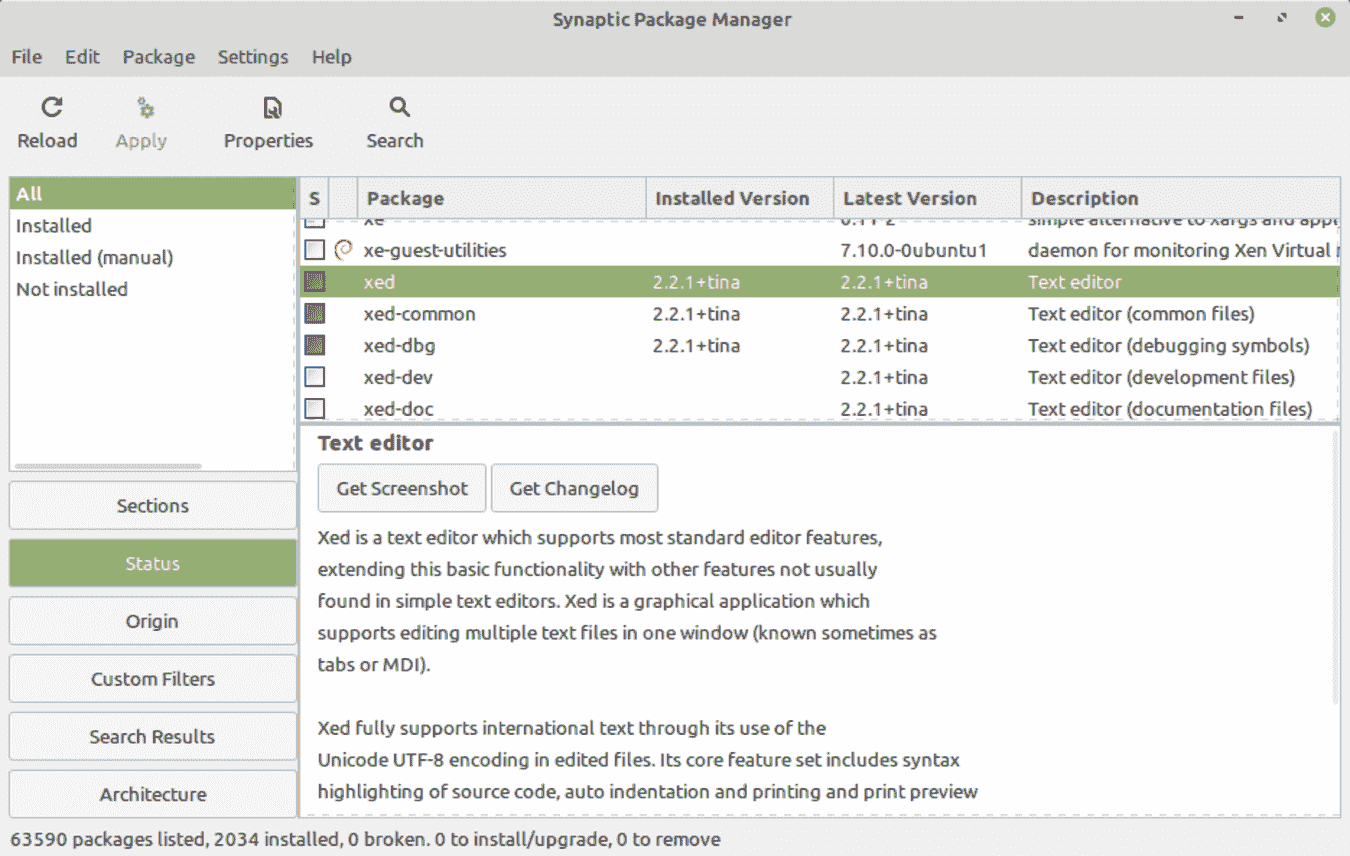 Synaptic Package Manager
File Edit Package Settings Help
Reload Apply Properties Search
All
Installed
Installed (manual)
Not installed
S Package Installed Version Latest Version Description
xe 0.11-2 simple alternative to xargs and
xe-guest-utilities 7.10.0-0ubuntu1 daemon for monitoring Xen Virtual
xed 2.2.1+tina 2.2.1+tina Text editor
xed-common 2.2.1+tina 2.2.1+tina Text editor (common files)
xed-dbg 2.2.1+tina 2.2.1+tina Text editor (debugging symbols)
xed-dev 2.2.1+tina Text editor (development files)
xed-doc 2.2.1+tina Text editor (documentation files)
Sections
Status
Origin
Custom Filters
Search Results
Architecture
Text editor
Get Screenshot Get Changelog
Xed is a text editor which supports most standard editor features,
extending this basic functionality with other features not usually
found in simple text editors. Xed is a graphical application which
supports editing multiple text files in one window (known sometimes as
tabs or MDI).
Xed fully supports international text through its use of the
Unicode UTF-8 encoding in edited files. Its core feature set includes syntax
highlighting of source code, auto indentation and printing and print preview
63590 packages listed, 2034 installed, 0 broken. 0 to install/upgrade, 0 to remove